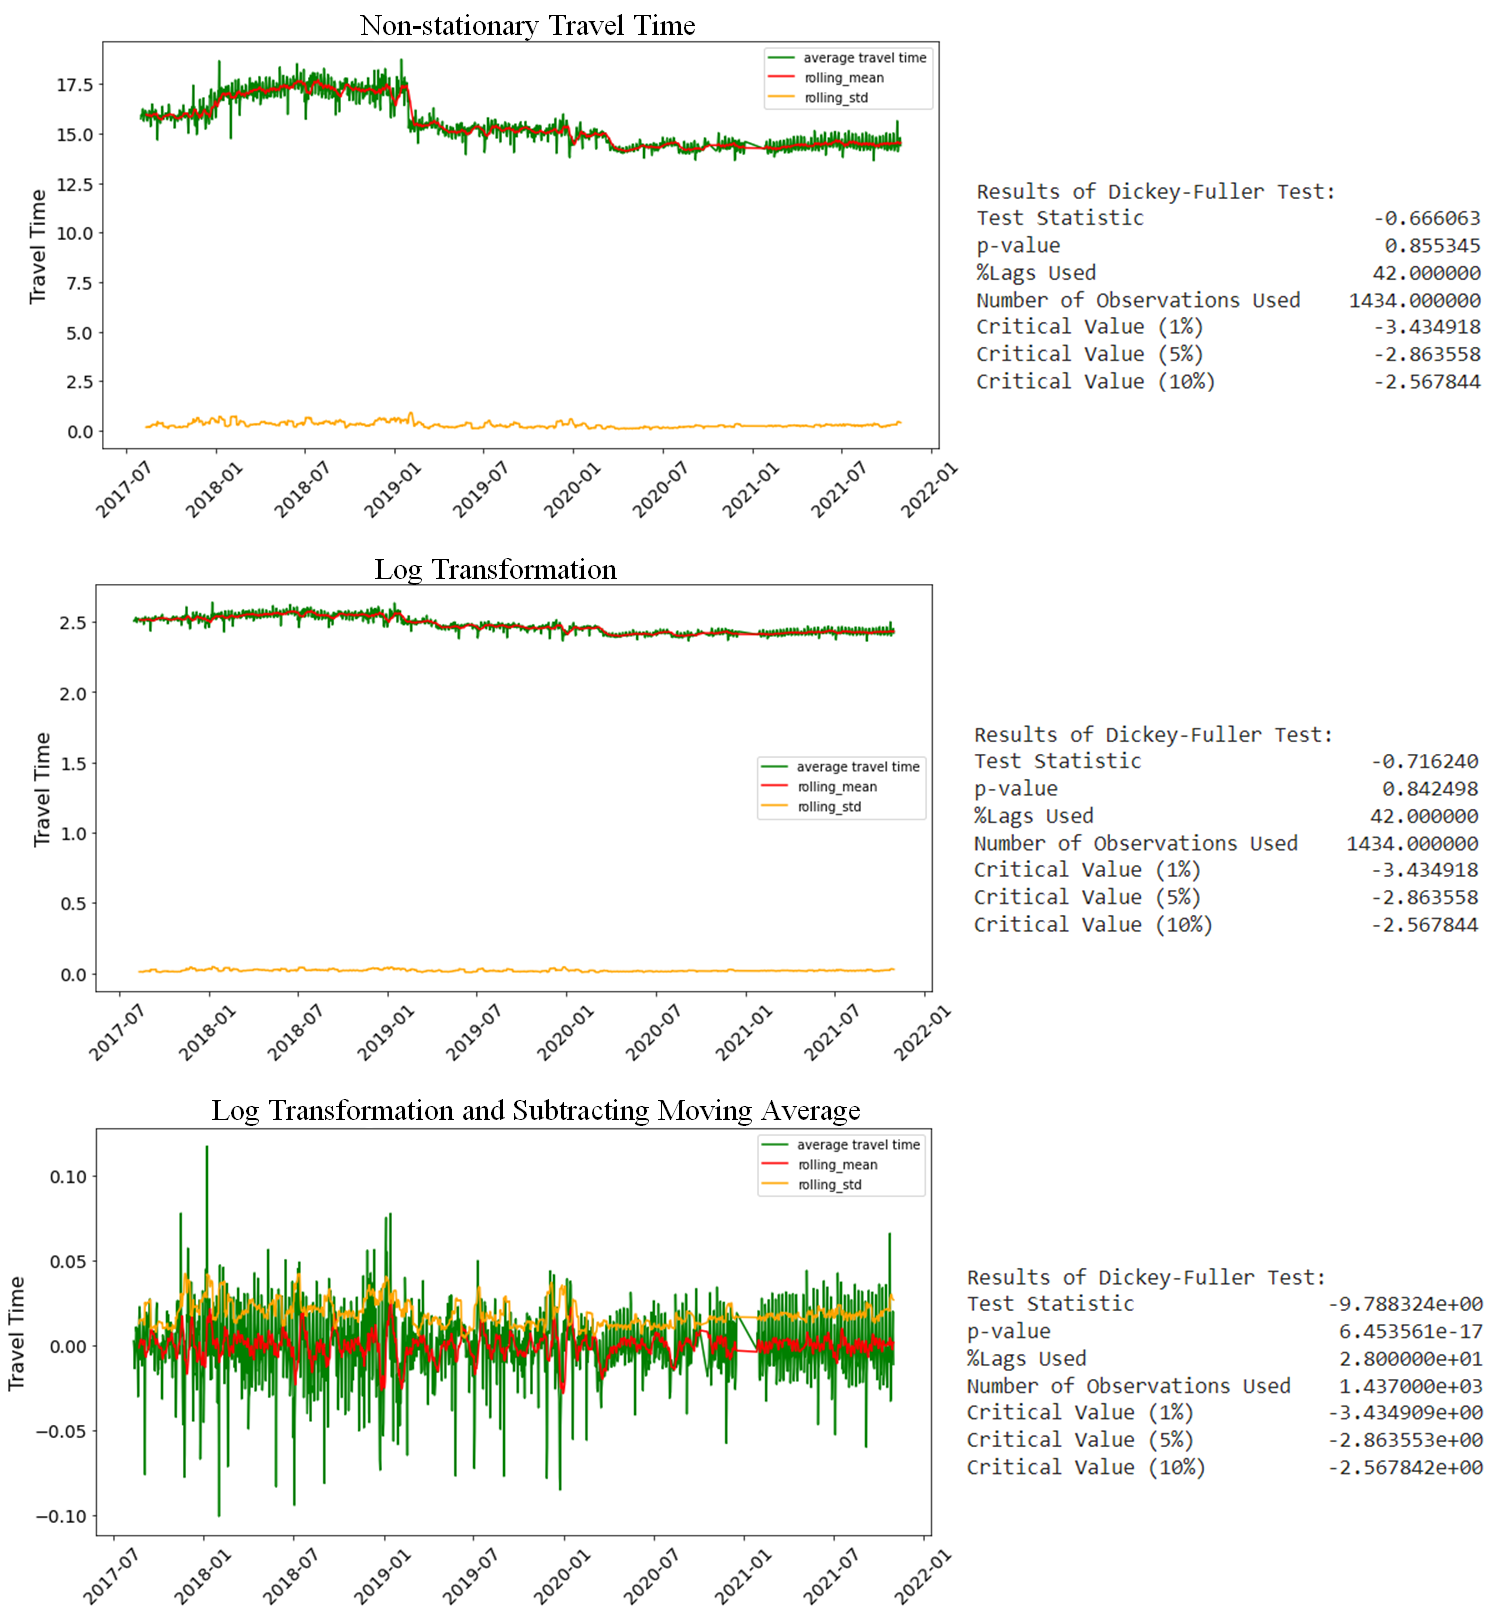 Non-stationary Travel Time
average travel time
rolling_mean
rolling_std
17.5
15.0
12.5
10.0
7.5
5.0
2.5
0.0
Travel Time
2017-07
2018-01
2018-07
2019-01
2019-07
2020-01
2020-07
2021-01
2021-07
2022-01
Results of Dickey-Fuller Test:
Test Statistic -0.666063
p-value 0.855345
%Lags Used 42.000000
Number of Observations Used 1434.000000
Critical Value (1%) -3.434918
Critical Value (5%) -2.863558
Critical Value (10%) -2.567844
Log Transformation
2.5
2.0
1.5
1.0
0.5
0.0
Travel Time
average travel time
rolling_mean
rolling_std
2017-07
2018-01
2018-07
2019-01
2019-07
2020-01
2020-07
2021-01
2021-07
2022-01
Results of Dickey-Fuller Test:
Test Statistic -0.716240
p-value 0.842498
%Lags Used 42.000000
Number of Observations Used 1434.000000
Critical Value (1%) -3.434918
Critical Value (5%) -2.863558
Critical Value (10%) -2.567844
Log Transformation and Subtracting Moving Average
average travel time
rolling_mean
rolling_std
0.10
0.05
0.00
−0.05
−0.10
Travel Time
2017-07
2018-01
2018-07
2019-01
2019-07
2020-01
2020-07
2021-01
2021-07
2022-01
Results of Dickey-Fuller Test:
Test Statistic -9.788324e+00
p-value 6.453561e-17
%Lags Used 2.800000e+01
Number of Observations Used 1.437000e+03
Critical Value (1%) -3.434909e+00
Critical Value (5%) -2.863553e+00
Critical Value (10%) -2.567842e+00